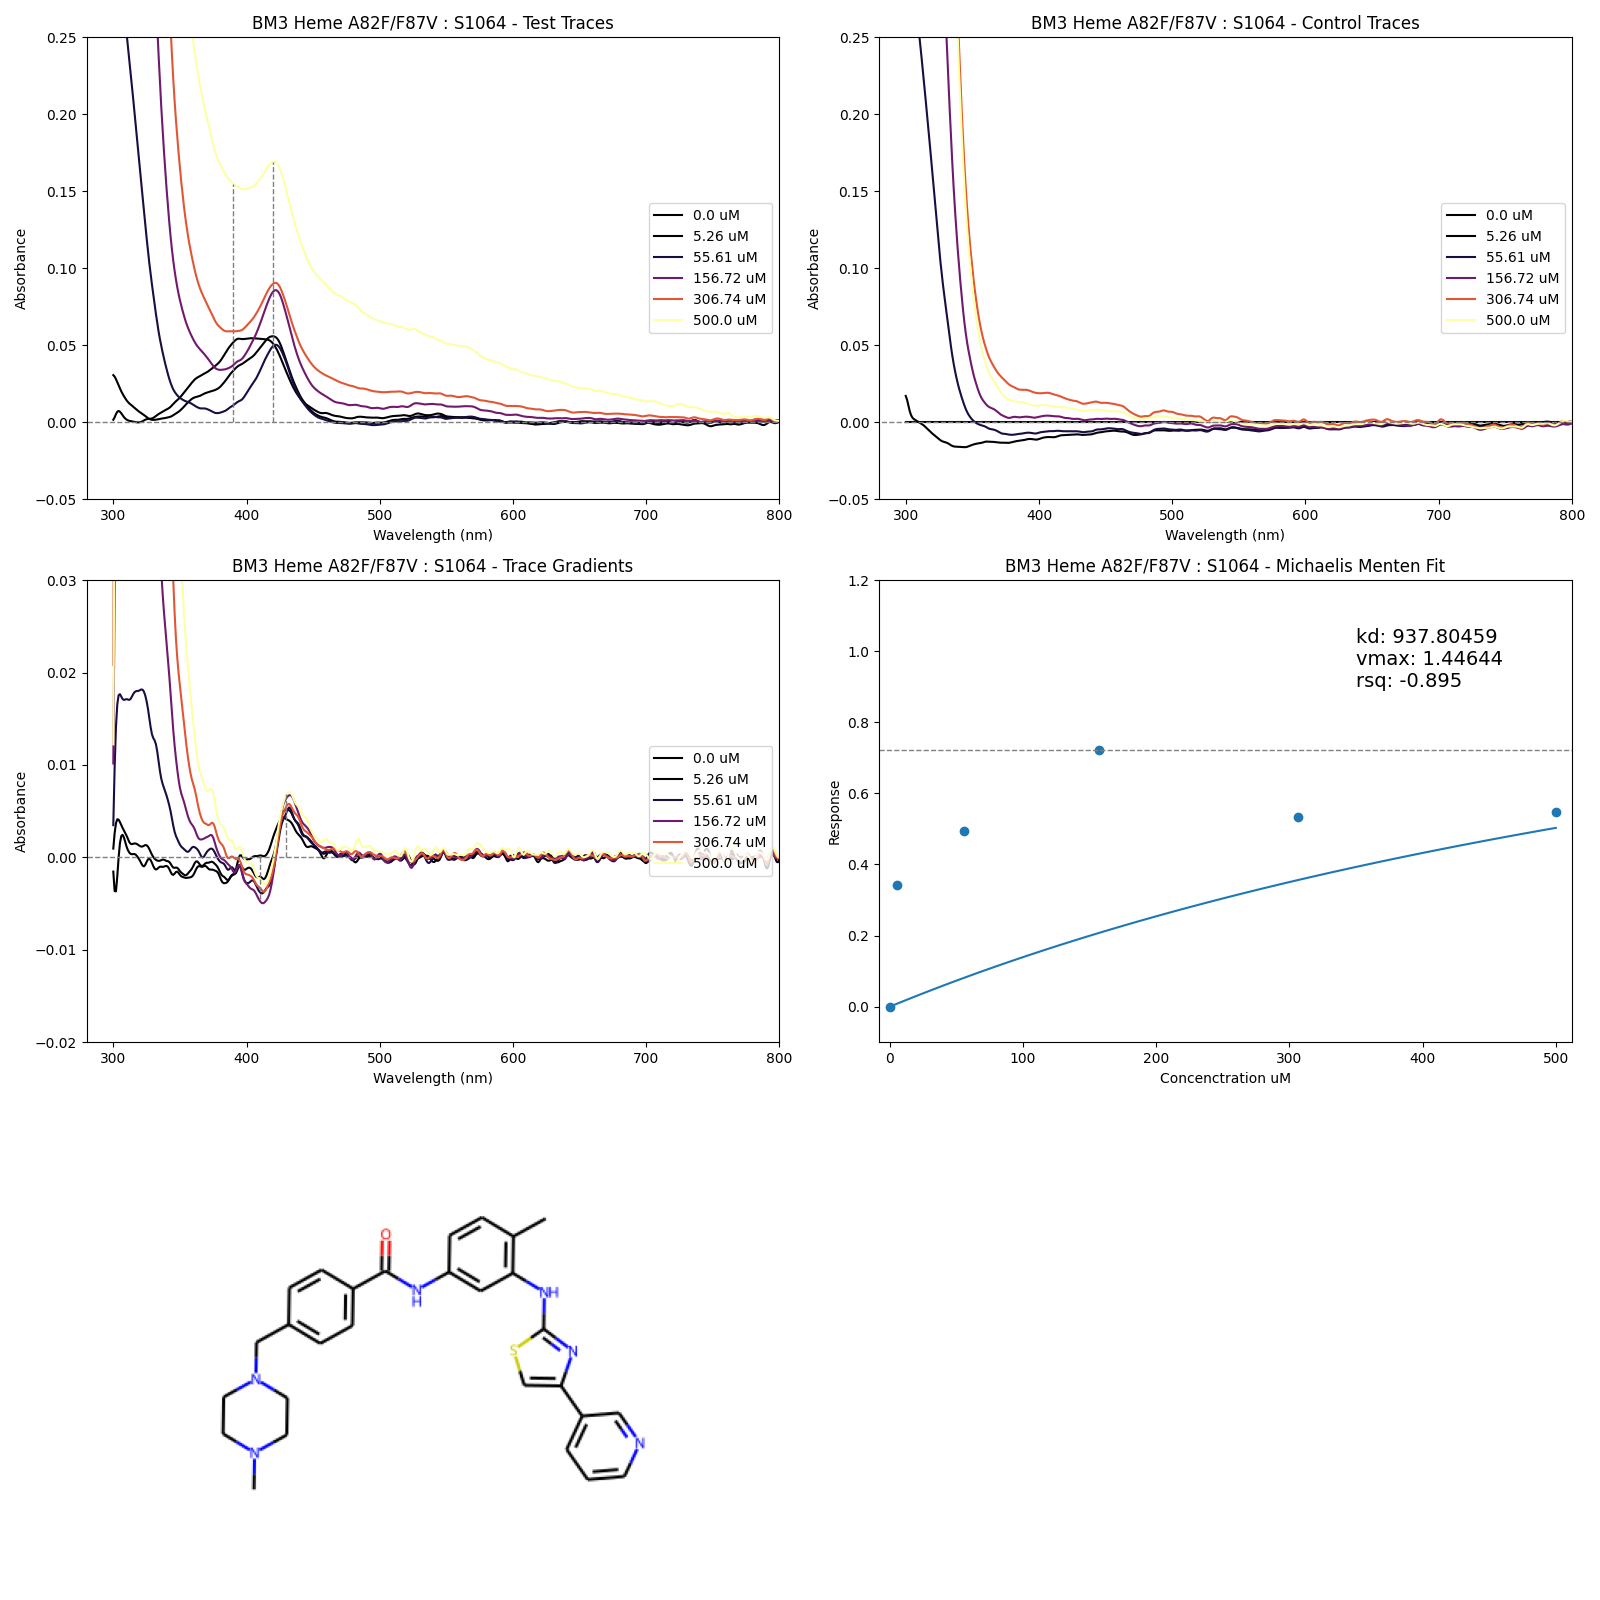 BM3 Heme A82F/F87V : S1064 - Test Traces
0.25
0.20
0.15
0.10
0.05
0.00
−0.05
Absorbance
300 400 500 600 700 800
Wavelength (nm)
0.0 uM
5.26 uM
55.61 uM
156.72 uM
306.74 uM
500.0 uM
BM3 Heme A82F/F87V : S1064 - Control Traces
0.25
0.20
0.15
0.10
0.05
0.00
−0.05
Absorbance
300 400 500 600 700 800
Wavelength (nm)
0.0 uM
5.26 uM
55.61 uM
156.72 uM
306.74 uM
500.0 uM
BM3 Heme A82F/F87V : S1064 - Trace Gradients
0.03
0.02
0.01
0.00
−0.01
−0.02
Absorbance
300 400 500 600 700 800
Wavelength (nm)
0.0 uM
5.26 uM
55.61 uM
156.72 uM
306.74 uM
500.0 uM
BM3 Heme A82F/F87V : S1064 - Michaelis Menten Fit
1.2
1.0
0.8
0.6
0.4
0.2
0.0
Response
0 100 200 300 400 500
Concenctration uM
kd: 937.80459
vmax: 1.44644
rsq: -0.895
O
N
H
NH
S
N
N
N
N